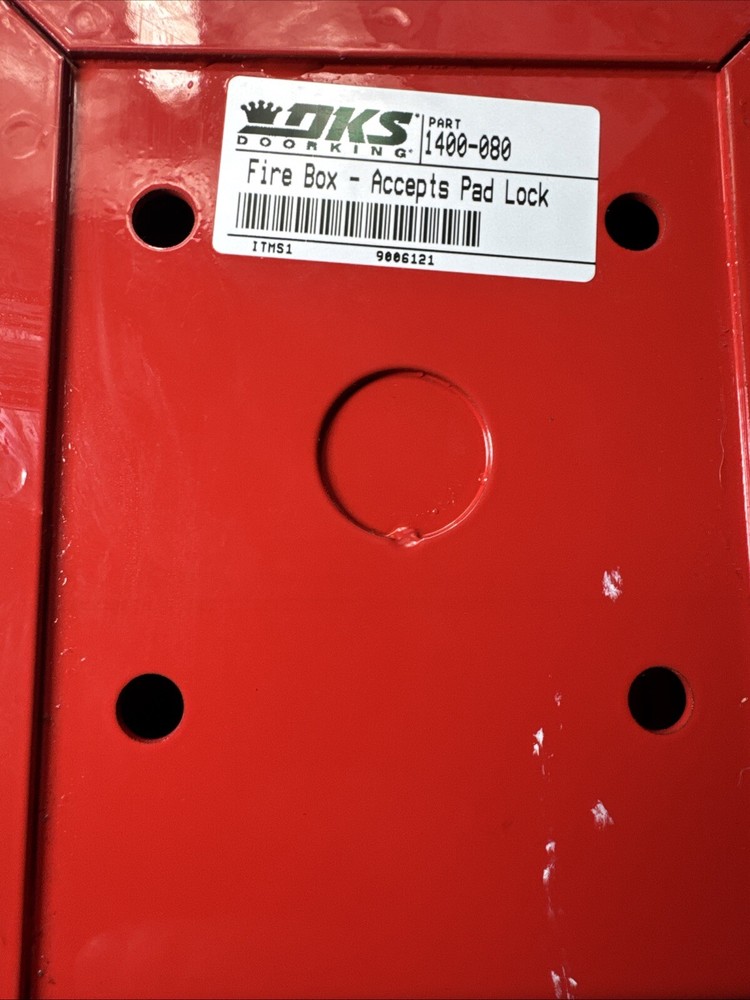 DKS
DOORKING®
PART
1400-080
Fire Box - Accepts Pad Lock
ITMS1 9006121